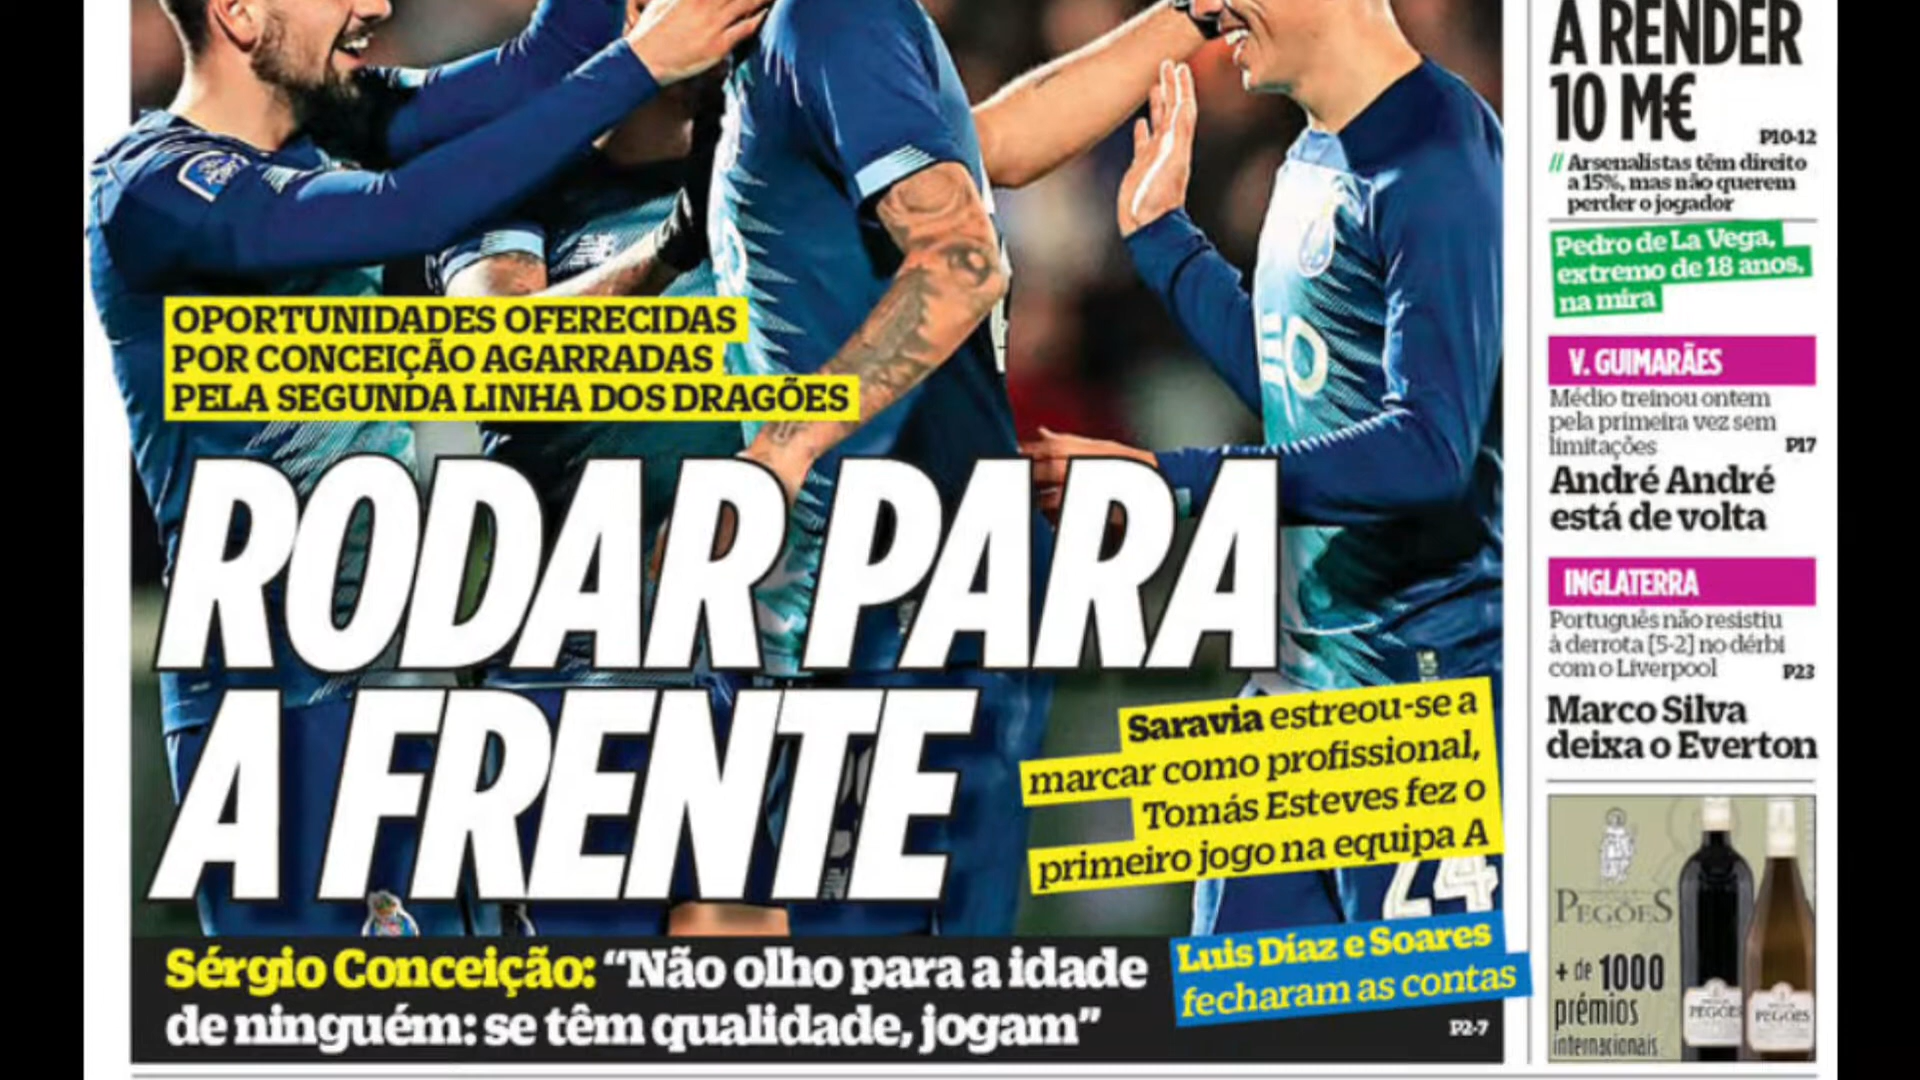 OPORTUNIDADES OFERECIDAS
POR CONCEIÇÃO AGARRADAS
PELA SEGUNDA LINHA DOS DRAGÕES
RODAR PARA
A FRENTE
Saravia estreou-se a
marcar como profissional,
Tomás Esteves fez o
primeiro jogo na equipa A
24
Sérgio Conceição: “Não olho para a idade
de ninguém: se têm qualidade, jogam”
Luis Díaz e Soares
fecharam as contas
P2-7
A RENDER
10 M€
P10-12
// Arsenalistas têm direito
a 15%, mas não querem
perder o jogador
Pedro de La Vega,
extremo de 18 anos,
na mira
V. GUIMARÃES
Médio treinou ontem
pela primeira vez sem
limitações P17
André André
está de volta
INGLATERRA
Português não resistiu
à derrota [5-2] no dérbi
com o Liverpool P23
Marco Silva
deixa o Everton
PEGÕES
+ de 1000
prémios
internacionais
PEGÕES
PEGÕES